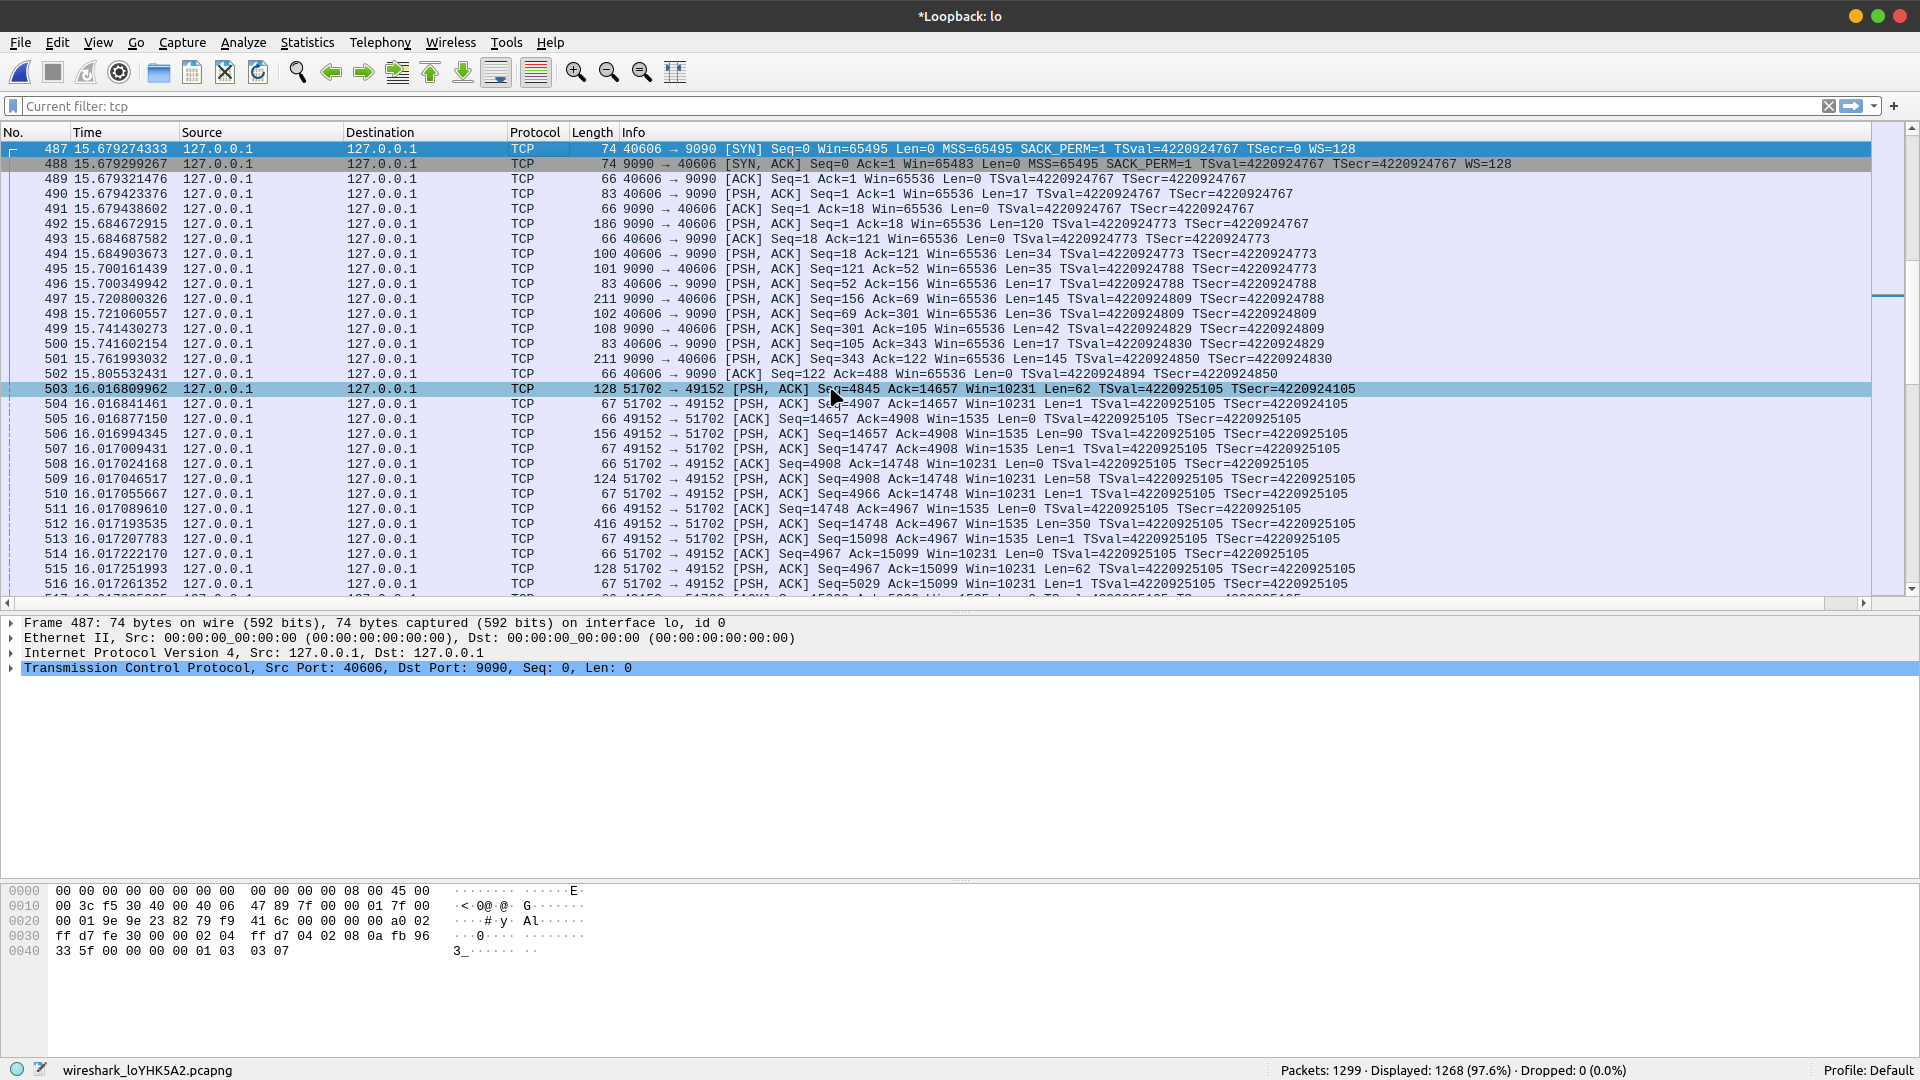 *Loopback: lo
File Edit View Go Capture Analyze Statistics Telephony Wireless Tools Help
Current filter: tcp
No. Time Source Destination Protocol Length Info
487 15.679274333 127.0.0.1 127.0.0.1 TCP 74 40606 → 9090 [SYN] Seq=0 Win=65495 Len=0 MSS=65495 SACK_PERM=1 TSval=4220924767 TSecr=0 WS=128
488 15.679299267 127.0.0.1 127.0.0.1 TCP 74 9090 → 40606 [SYN, ACK] Seq=0 Ack=1 Win=65483 Len=0 MSS=65495 SACK_PERM=1 TSval=4220924767 TSecr=4220924767 WS=128
489 15.679321476 127.0.0.1 127.0.0.1 TCP 66 40606 → 9090 [ACK] Seq=1 Ack=1 Win=65536 Len=0 TSval=4220924767 TSecr=4220924767
490 15.679423376 127.0.0.1 127.0.0.1 TCP 83 40606 → 9090 [PSH, ACK] Seq=1 Ack=1 Win=65536 Len=17 TSval=4220924767 TSecr=4220924767
491 15.679438602 127.0.0.1 127.0.0.1 TCP 66 9090 → 40606 [ACK] Seq=1 Ack=18 Win=65536 Len=0 TSval=4220924767 TSecr=4220924767
492 15.684672915 127.0.0.1 127.0.0.1 TCP 186 9090 → 40606 [PSH, ACK] Seq=1 Ack=18 Win=65536 Len=120 TSval=4220924773 TSecr=4220924767
493 15.684687582 127.0.0.1 127.0.0.1 TCP 66 40606 → 9090 [ACK] Seq=18 Ack=121 Win=65536 Len=0 TSval=4220924773 TSecr=4220924773
494 15.684903673 127.0.0.1 127.0.0.1 TCP 100 40606 → 9090 [PSH, ACK] Seq=18 Ack=121 Win=65536 Len=34 TSval=4220924773 TSecr=4220924773
495 15.700161439 127.0.0.1 127.0.0.1 TCP 101 9090 → 40606 [PSH, ACK] Seq=121 Ack=52 Win=65536 Len=35 TSval=4220924788 TSecr=4220924773
496 15.700349942 127.0.0.1 127.0.0.1 TCP 83 40606 → 9090 [PSH, ACK] Seq=52 Ack=156 Win=65536 Len=17 TSval=4220924788 TSecr=4220924788
497 15.720800326 127.0.0.1 127.0.0.1 TCP 211 9090 → 40606 [PSH, ACK] Seq=156 Ack=69 Win=65536 Len=145 TSval=4220924809 TSecr=4220924788
498 15.721060557 127.0.0.1 127.0.0.1 TCP 102 40606 → 9090 [PSH, ACK] Seq=69 Ack=301 Win=65536 Len=36 TSval=4220924809 TSecr=4220924809
499 15.741430273 127.0.0.1 127.0.0.1 TCP 108 9090 → 40606 [PSH, ACK] Seq=301 Ack=105 Win=65536 Len=42 TSval=4220924829 TSecr=4220924809
500 15.741602154 127.0.0.1 127.0.0.1 TCP 83 40606 → 9090 [PSH, ACK] Seq=105 Ack=343 Win=65536 Len=17 TSval=4220924830 TSecr=4220924829
501 15.761993032 127.0.0.1 127.0.0.1 TCP 211 9090 → 40606 [PSH, ACK] Seq=343 Ack=122 Win=65536 Len=145 TSval=4220924850 TSecr=4220924830
502 15.805532431 127.0.0.1 127.0.0.1 TCP 66 40606 → 9090 [ACK] Seq=122 Ack=488 Win=65536 Len=0 TSval=4220924894 TSecr=4220924850
503 16.016809962 127.0.0.1 127.0.0.1 TCP 128 51702 → 49152 [PSH, ACK] Seq=4845 Ack=14657 Win=10231 Len=62 TSval=4220925105 TSecr=4220924105
504 16.016841461 127.0.0.1 127.0.0.1 TCP 67 51702 → 49152 [PSH, ACK] Seq=4907 Ack=14657 Win=10231 Len=1 TSval=4220925105 TSecr=4220924105
505 16.016877150 127.0.0.1 127.0.0.1 TCP 66 49152 → 51702 [ACK] Seq=14657 Ack=4908 Win=1535 Len=0 TSval=4220925105 TSecr=4220925105
506 16.016994345 127.0.0.1 127.0.0.1 TCP 156 49152 → 51702 [PSH, ACK] Seq=14657 Ack=4908 Win=1535 Len=90 TSval=4220925105 TSecr=4220925105
507 16.017009431 127.0.0.1 127.0.0.1 TCP 67 49152 → 51702 [PSH, ACK] Seq=14747 Ack=4908 Win=1535 Len=1 TSval=4220925105 TSecr=4220925105
508 16.017024168 127.0.0.1 127.0.0.1 TCP 66 51702 → 49152 [ACK] Seq=4908 Ack=14748 Win=10231 Len=0 TSval=4220925105 TSecr=4220925105
509 16.017046517 127.0.0.1 127.0.0.1 TCP 124 51702 → 49152 [PSH, ACK] Seq=4908 Ack=14748 Win=10231 Len=58 TSval=4220925105 TSecr=4220925105
510 16.017055667 127.0.0.1 127.0.0.1 TCP 67 51702 → 49152 [PSH, ACK] Seq=4966 Ack=14748 Win=10231 Len=1 TSval=4220925105 TSecr=4220925105
511 16.017089610 127.0.0.1 127.0.0.1 TCP 66 49152 → 51702 [ACK] Seq=14748 Ack=4967 Win=1535 Len=0 TSval=4220925105 TSecr=4220925105
512 16.017193535 127.0.0.1 127.0.0.1 TCP 416 49152 → 51702 [PSH, ACK] Seq=14748 Ack=4967 Win=1535 Len=350 TSval=4220925105 TSecr=4220925105
513 16.017207783 127.0.0.1 127.0.0.1 TCP 67 49152 → 51702 [PSH, ACK] Seq=15098 Ack=4967 Win=1535 Len=1 TSval=4220925105 TSecr=4220925105
514 16.017222170 127.0.0.1 127.0.0.1 TCP 66 51702 → 49152 [ACK] Seq=4967 Ack=15099 Win=10231 Len=0 TSval=4220925105 TSecr=4220925105
515 16.017251993 127.0.0.1 127.0.0.1 TCP 128 51702 → 49152 [PSH, ACK] Seq=4967 Ack=15099 Win=10231 Len=62 TSval=4220925105 TSecr=4220925105
516 16.017261352 127.0.0.1 127.0.0.1 TCP 67 51702 → 49152 [PSH, ACK] Seq=5029 Ack=15099 Win=10231 Len=1 TSval=4220925105 TSecr=4220925105
Frame 487: 74 bytes on wire (592 bits), 74 bytes captured (592 bits) on interface lo, id 0
Ethernet II, Src: 00:00:00_00:00:00 (00:00:00:00:00:00), Dst: 00:00:00_00:00:00 (00:00:00:00:00:00)
Internet Protocol Version 4, Src: 127.0.0.1, Dst: 127.0.0.1
Transmission Control Protocol, Src Port: 40606, Dst Port: 9090, Seq: 0, Len: 0
0000 00 00 00 00 00 00 00 00 00 00 00 00 08 00 45 00 ········ ······E·
0010 00 3c f5 30 40 00 40 06 47 89 7f 00 00 01 7f 00 ·<·0@·@· G·······
0020 00 01 9e 9e 23 82 79 f9 41 6c 00 00 00 00 a0 02 ····#·y· Al······
0030 ff d7 fe 30 00 00 02 04 ff d7 04 02 08 0a fb 96 ···0···· ········
0040 33 5f 00 00 00 00 01 03 03 07 3_······ ··
wireshark_loYHK5A2.pcapng Packets: 1299 · Displayed: 1268 (97.6%) · Dropped: 0 (0.0%) Profile: Default